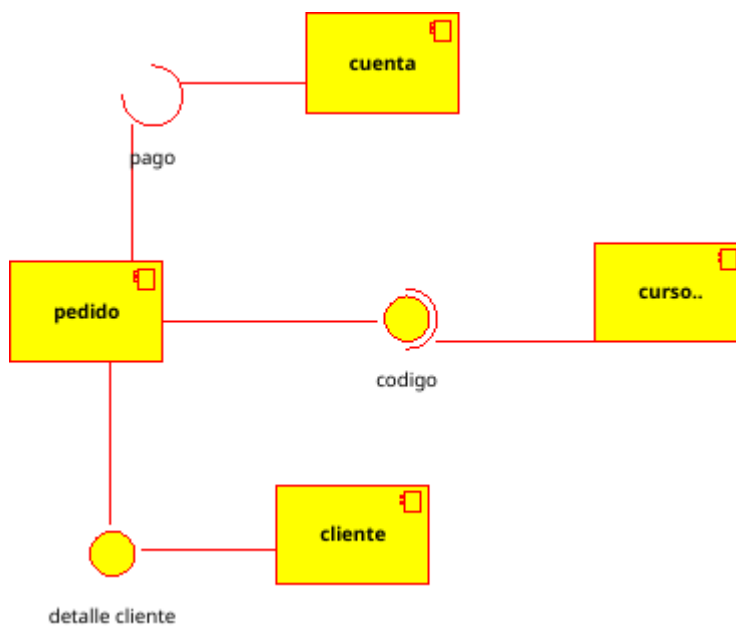 cuenta
pago
curso..
pedido
codigo
cliente
detalle cliente